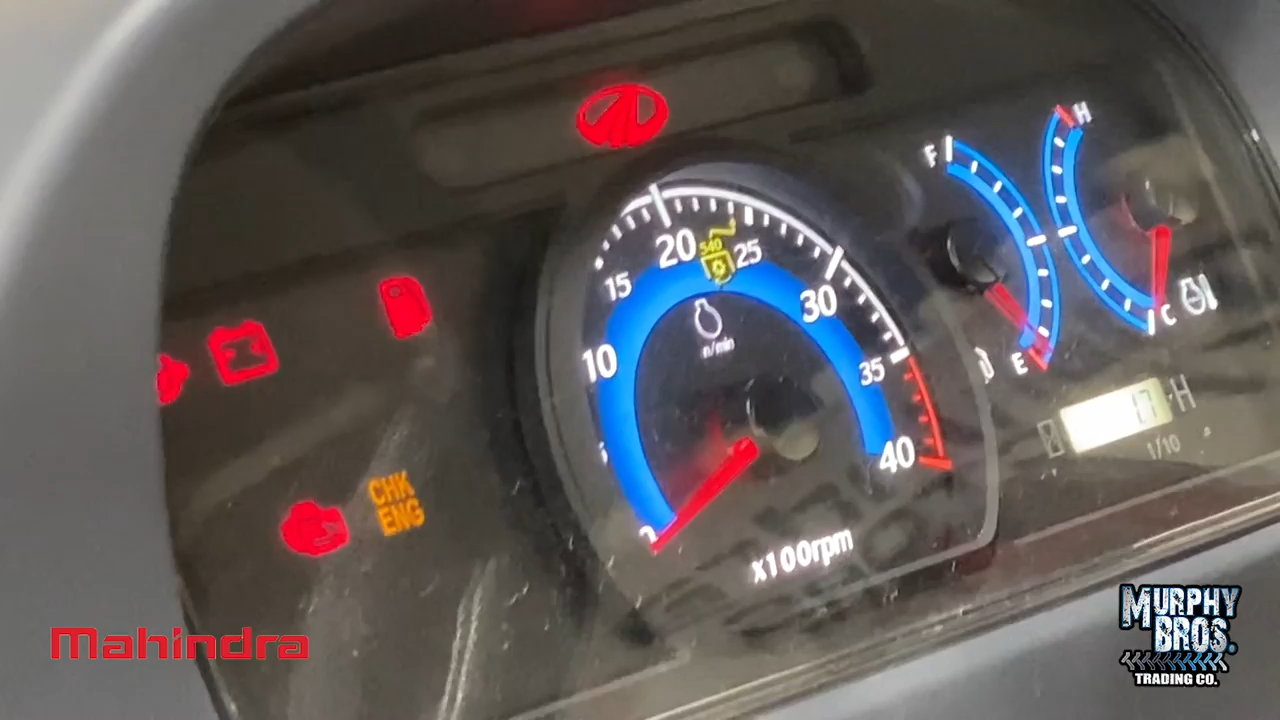 F
H
20
540
25
15
30
n/min
10
35
E
C
H
40
1/10
CHK
ENG
0
x100rpm
Mahindra
MURPHY
BROS.
TRADING CO.